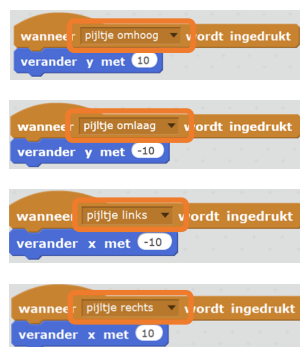 wanneer pijltje omhoog wordt ingedrukt
verander y met 10
wanneer pijltje omlaag wordt ingedrukt
verander y met -10
wanneer pijltje links wordt ingedrukt
verander x met -10
wanneer pijltje rechts wordt ingedrukt
verander x met 10